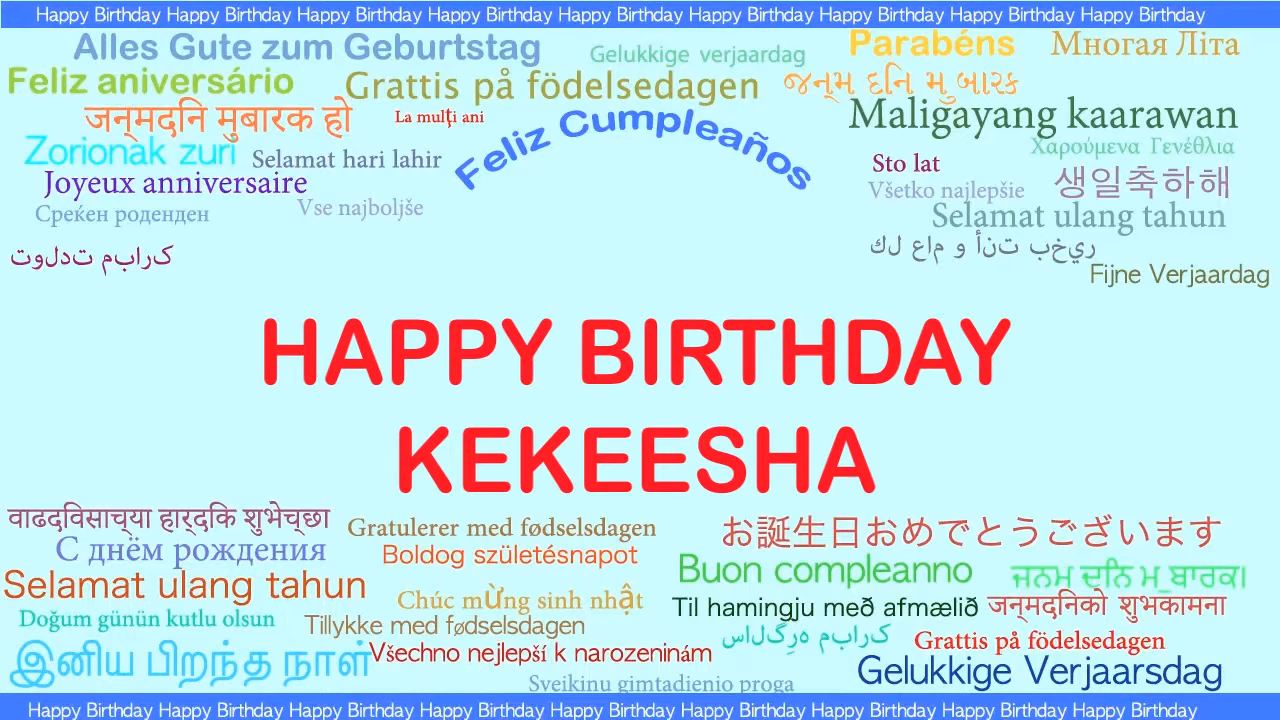 Happy Birthday Happy Birthday Happy Birthday Happy Birthday Happy Birthday Happy Birthday Happy Birthday Happy Birthday Happy Birthday
Alles Gute zum Geburtstag
Gelukkige verjaardag
Parabéns
Многая Літа
Feliz aniversário
Grattis på födelsedagen
જન્મ દિન મુબારક
जन्मदिन मुबारक हो
La mulţi ani
Feliz Cumpleaños
Maligayang kaarawan
Zorionak zuri
Selamat hari lahir
Sto lat
Χαρούμενα Γενέθλια
Joyeux anniversaire
Všetko najlepšie
생일축하해
Среќен роденден
Vse najboljše
Selamat ulang tahun
تولدت مبارک
كل عام و أنت بخير
Fijne Verjaardag
HAPPY BIRTHDAY
KEKEESHA
वाढदिवसाच्या हार्दिक शुभेच्छा
Gratulerer med fødselsdagen
お誕生日おめでとうございます
С днём рождения
Boldog születésnapot
Buon compleanno
ਜਨਮ ਦਿਨ ਮੁਬਾਰਕ।
Selamat ulang tahun
Chúc mừng sinh nhật
Til hamingju með afmælið
जन्मदिनको शुभकामना
Doğum günün kutlu olsun
Tillykke med fødselsdagen
سالگرِہ مبارک
Grattis på födelsedagen
இனிய பிறந்த நாள்
Všechno nejlepší k narozeninám
Gelukkige Verjaarsdag
Sveikinu gimtadienio proga
Happy Birthday Happy Birthday Happy Birthday Happy Birthday Happy Birthday Happy Birthday Happy Birthday Happy Birthday Happy Birthday